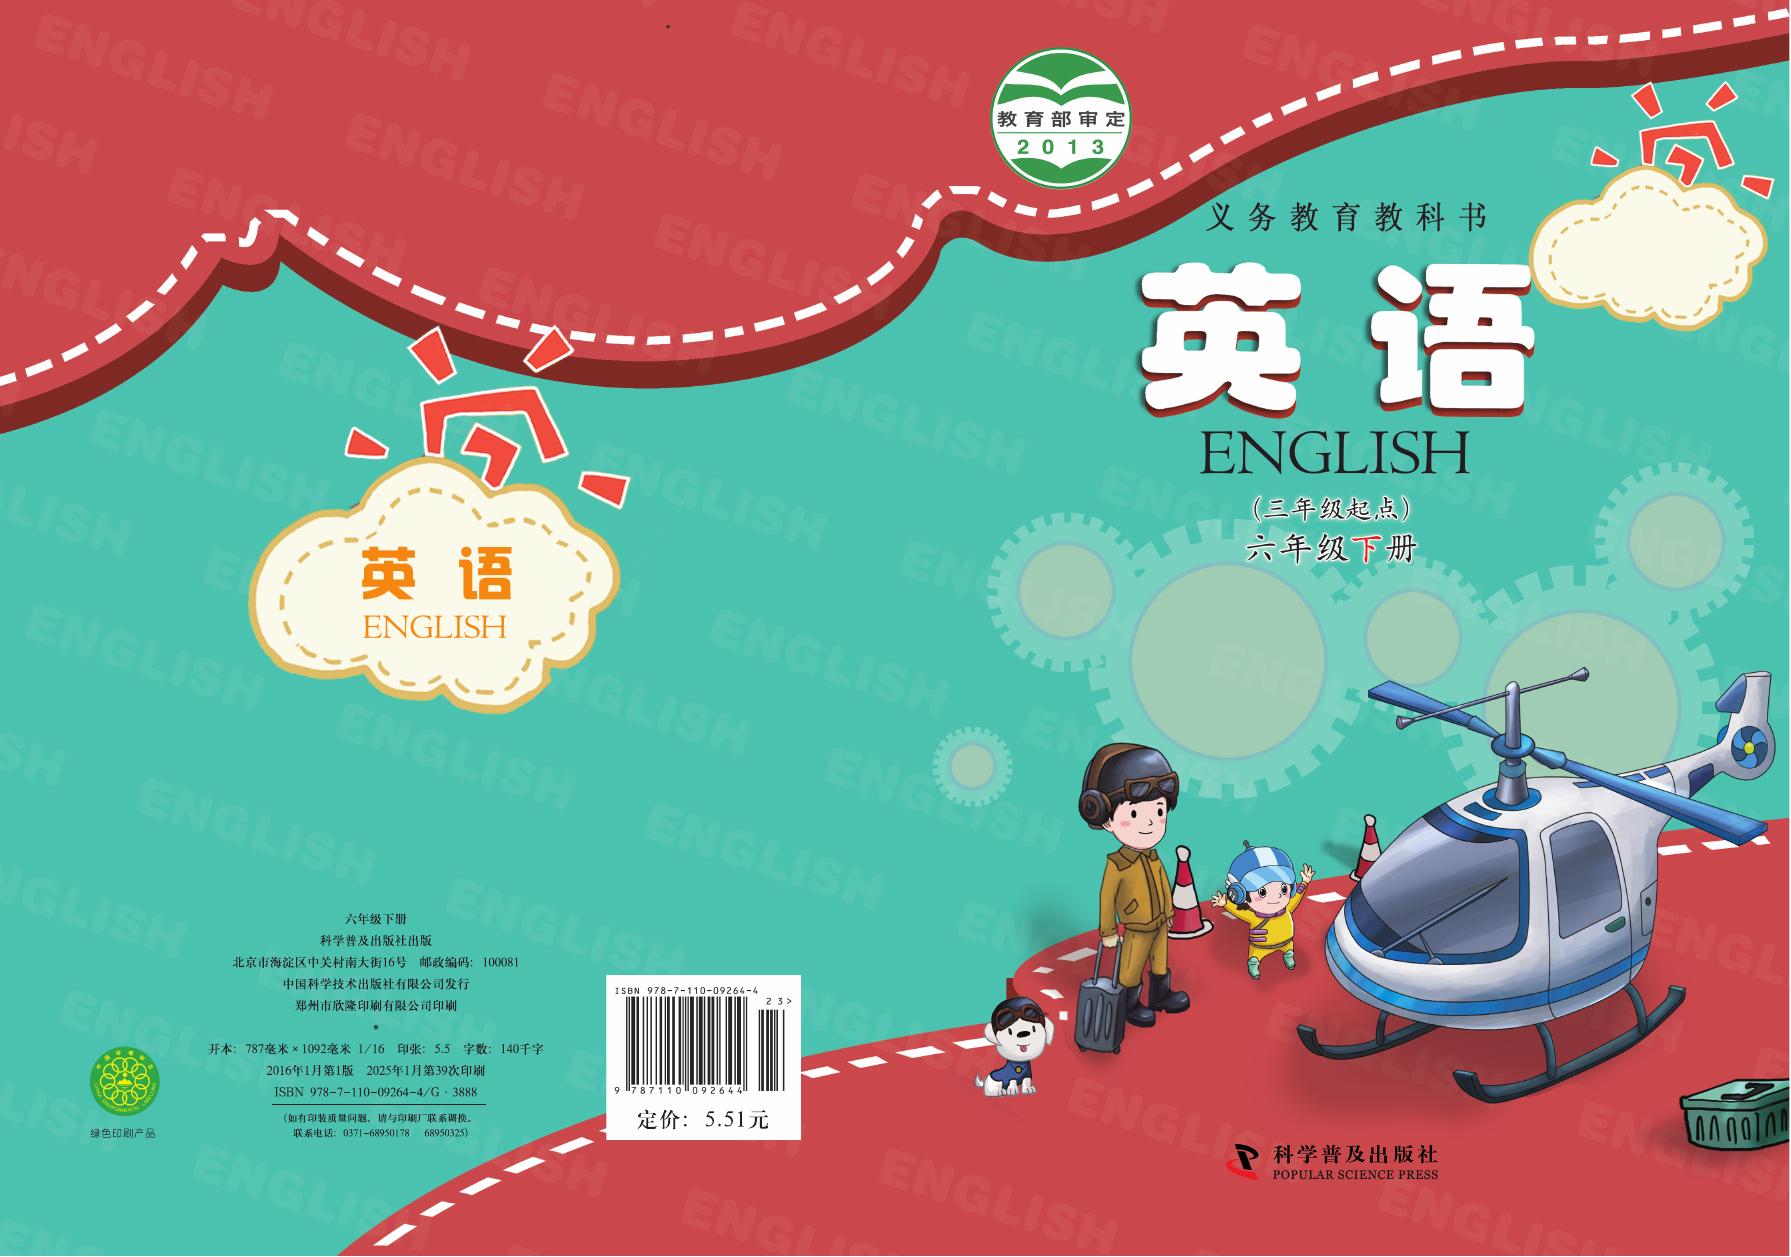 教育部审定
2013
义务教育教科书
英语
ENGLISH
（三年级起点）
六年级下册
科学普及出版社
POPULAR SCIENCE PRESS
英语
ENGLISH
六年级下册
科学普及出版社出版
北京市海淀区中关村南大街16号 邮政编码：100081
中国科学技术出版社有限公司发行
郑州市欣隆印刷有限公司印刷
*
开本：787毫米×1092毫米 1/16 印张：5.5 字数：140千字
2016年1月第1版 2025年1月第39次印刷
ISBN 978-7-110-09264-4/G·3888
（如有印装质量问题，请与印刷厂联系调换。
联系电话：0371-68950178 68950325）
绿色印刷产品
ISBN 978-7-110-09264-4
23>
9 787110 092644
定价：5.51元